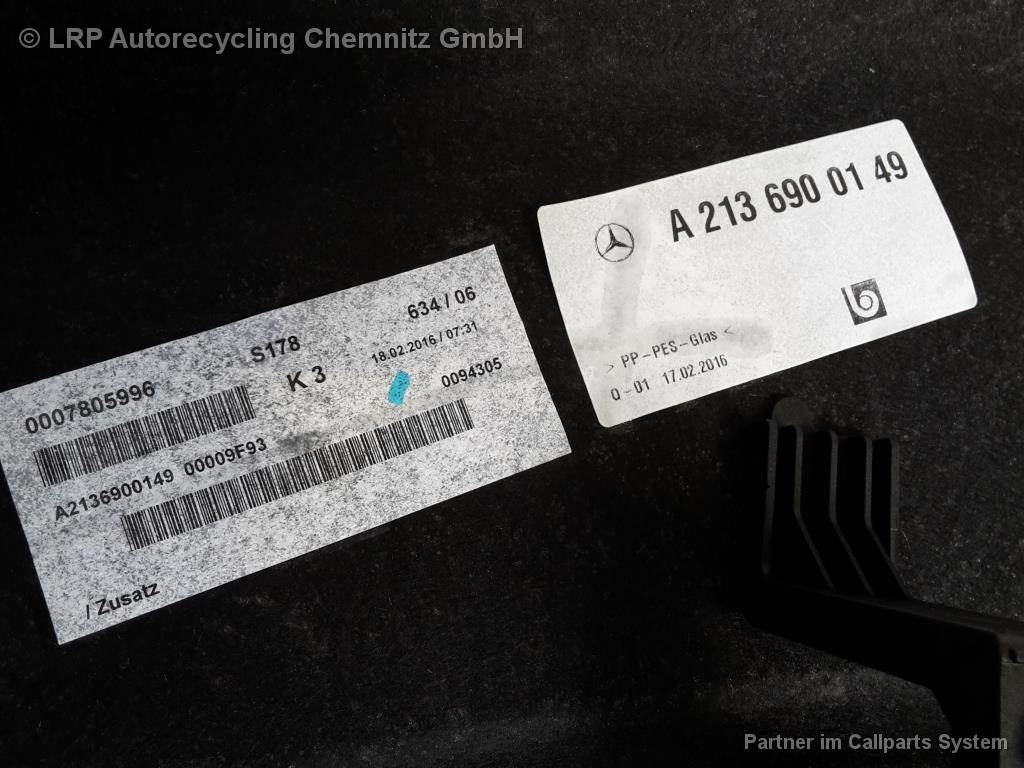 © LRP Autorecycling Chemnitz GmbH
A 213 690 01 49
> PP-PES-Glas <
Q-01 17.02.2016
634 / 06
S178
18.02.2016 / 07:31
K 3
0007805996
0094305
A2136900149 00009F93
/ Zusatz
Partner im Callparts System